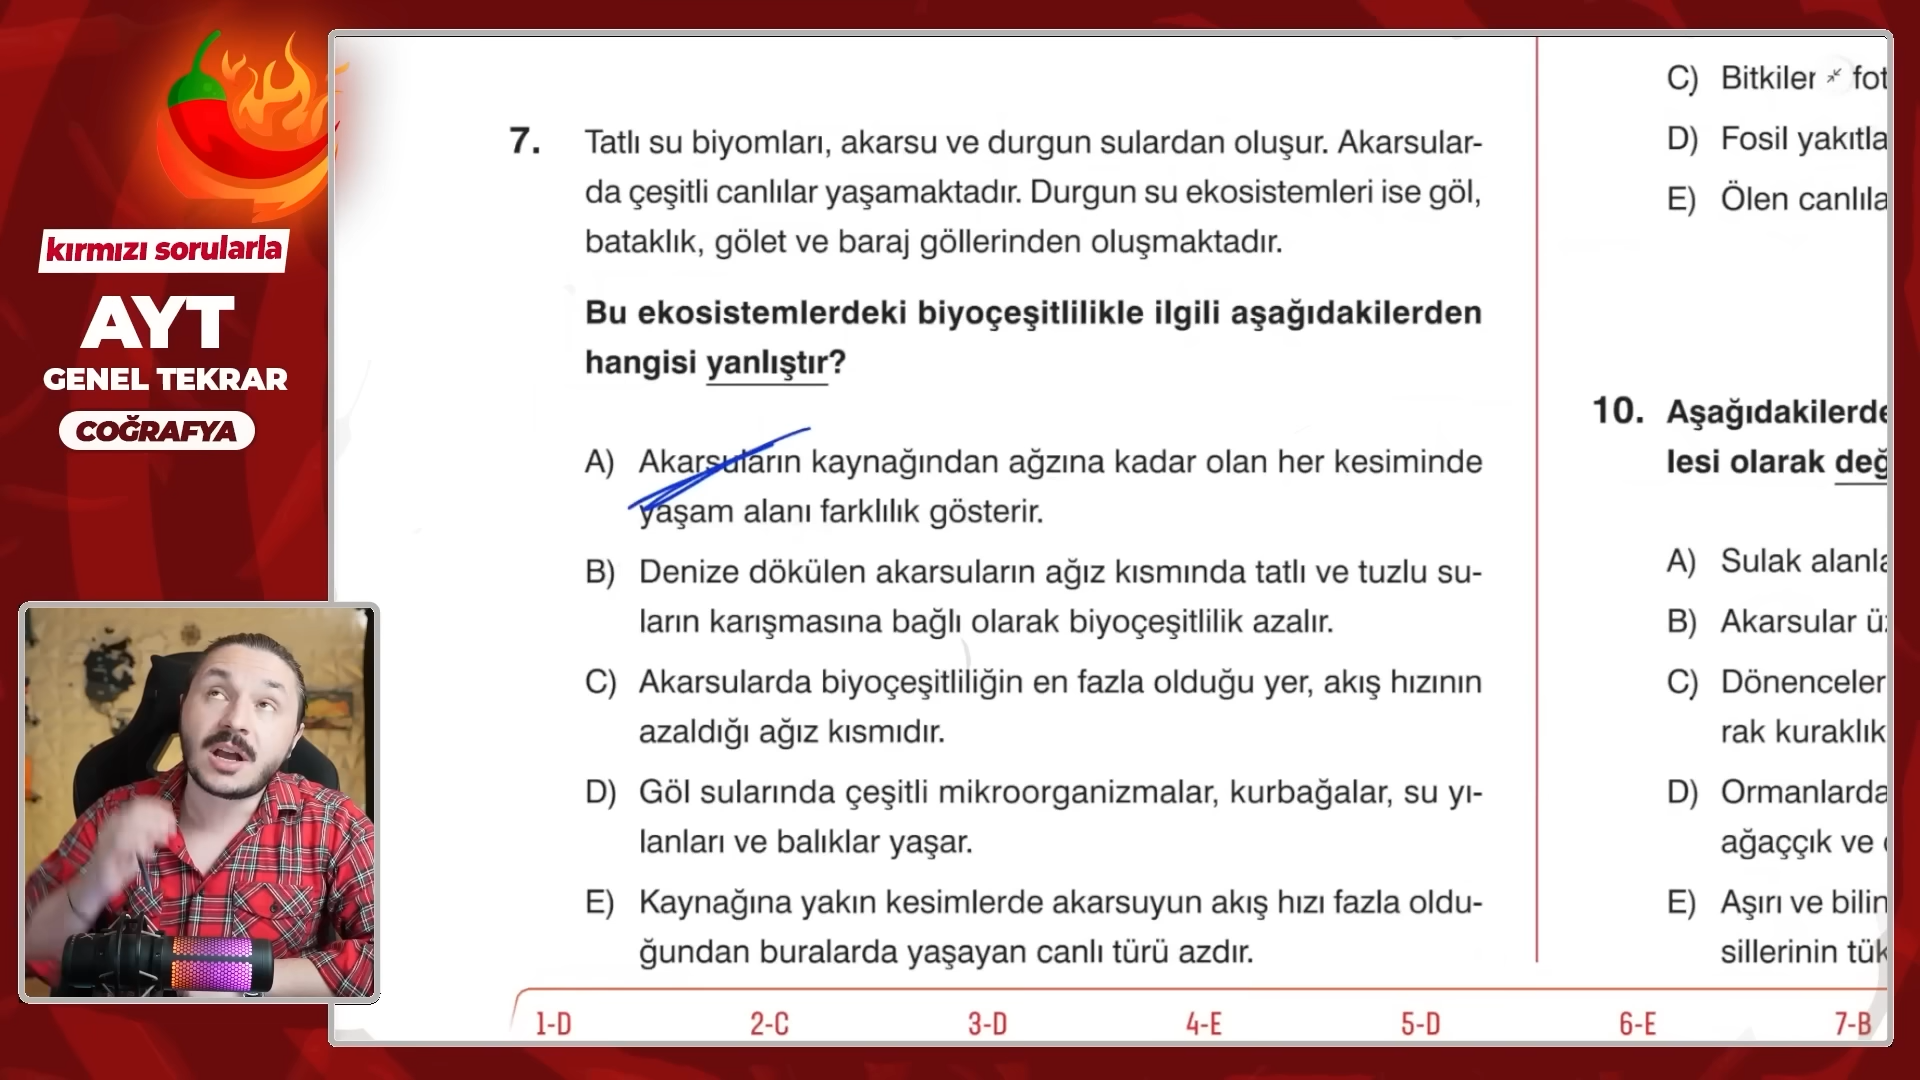 kırmızı sorularla
AYT
GENEL TEKRAR
COĞRAFYA
7. Tatlı su biyomları, akarsu ve durgun sulardan oluşur. Akarsular-
da çeşitli canlılar yaşamaktadır. Durgun su ekosistemleri ise göl,
bataklık, gölet ve baraj göllerinden oluşmaktadır.
Bu ekosistemlerdeki biyoçeşitlilikle ilgili aşağıdakilerden
hangisi yanlıştır?
A) Akarsuların kaynağından ağzına kadar olan her kesiminde
yaşam alanı farklılık gösterir.
B) Denize dökülen akarsuların ağız kısmında tatlı ve tuzlu su-
ların karışmasına bağlı olarak biyoçeşitlilik azalır.
C) Akarsularda biyoçeşitliliğin en fazla olduğu yer, akış hızının
azaldığı ağız kısmıdır.
D) Göl sularında çeşitli mikroorganizmalar, kurbağalar, su yı-
lanları ve balıklar yaşar.
E) Kaynağına yakın kesimlerde akarsuyun akış hızı fazla oldu-
ğundan buralarda yaşayan canlı türü azdır.
C) Bitkiler fot
D) Fosil yakıtla
E) Ölen canlıla
10. Aşağıdakilerde
lesi olarak değ
A) Sulak alanla
B) Akarsular ü
C) Dönenceler
rak kuraklık
D) Ormanlarda
ağaççık ve
E) Aşırı ve bilin
sillerinin tük
1-D 2-C 3-D 4-E 5-D 6-E 7-B